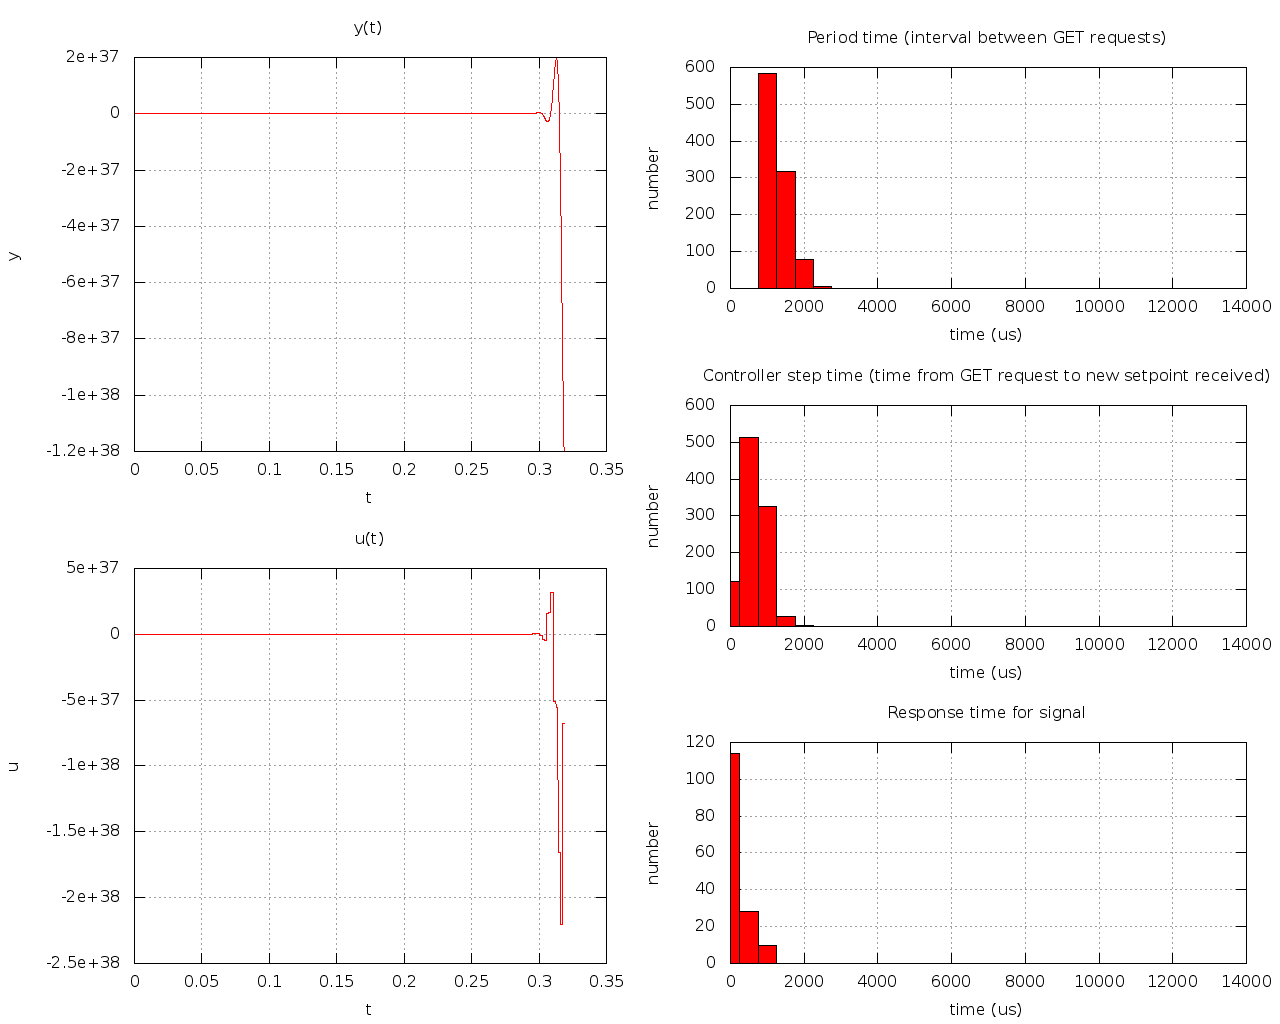 y(t)
2e+37
0
-2e+37
-4e+37
-6e+37
-8e+37
-1e+38
-1.2e+38
y
0 0.05 0.1 0.15 0.2 0.25 0.3 0.35
t
u(t)
5e+37
0
-5e+37
-1e+38
-1.5e+38
-2e+38
-2.5e+38
u
0 0.05 0.1 0.15 0.2 0.25 0.3 0.35
t
Period time (interval between GET requests)
600
500
400
300
200
100
0
number
0 2000 4000 6000 8000 10000 12000 14000
time (us)
Controller step time (time from GET request to new setpoint received)
600
500
400
300
200
100
0
number
0 2000 4000 6000 8000 10000 12000 14000
time (us)
Response time for signal
120
100
80
60
40
20
0
number
0 2000 4000 6000 8000 10000 12000 14000
time (us)